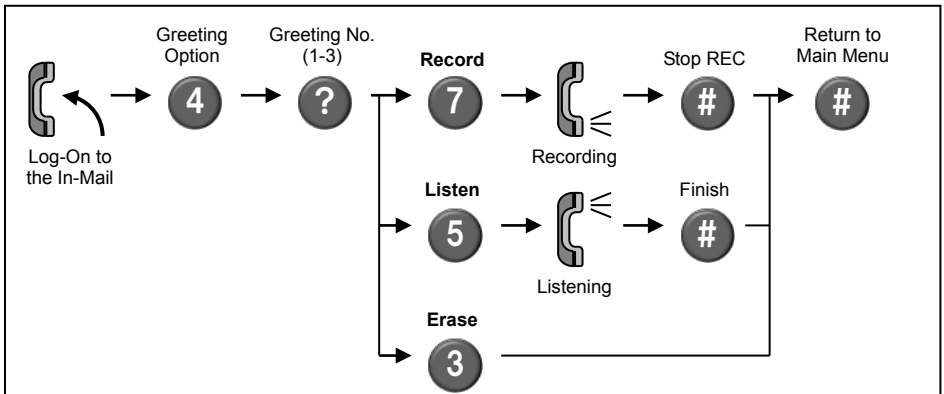 Greeting
Option
Greeting No.
(1-3)
Record
Stop REC
Return to
Main Menu
4
?
7
#
#
Log-On to
the In-Mail
Recording
Listen
Finish
5
#
Listening
Erase
3